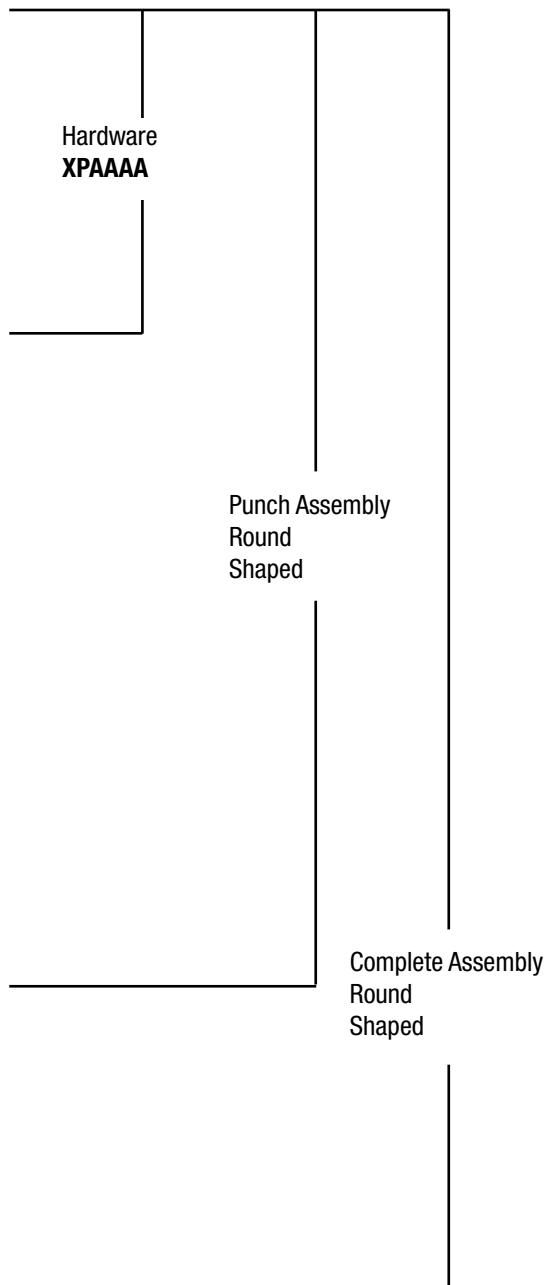 Hardware
XPAAAA
Punch Assembly
Round
Shaped
Complete Assembly
Round
Shaped